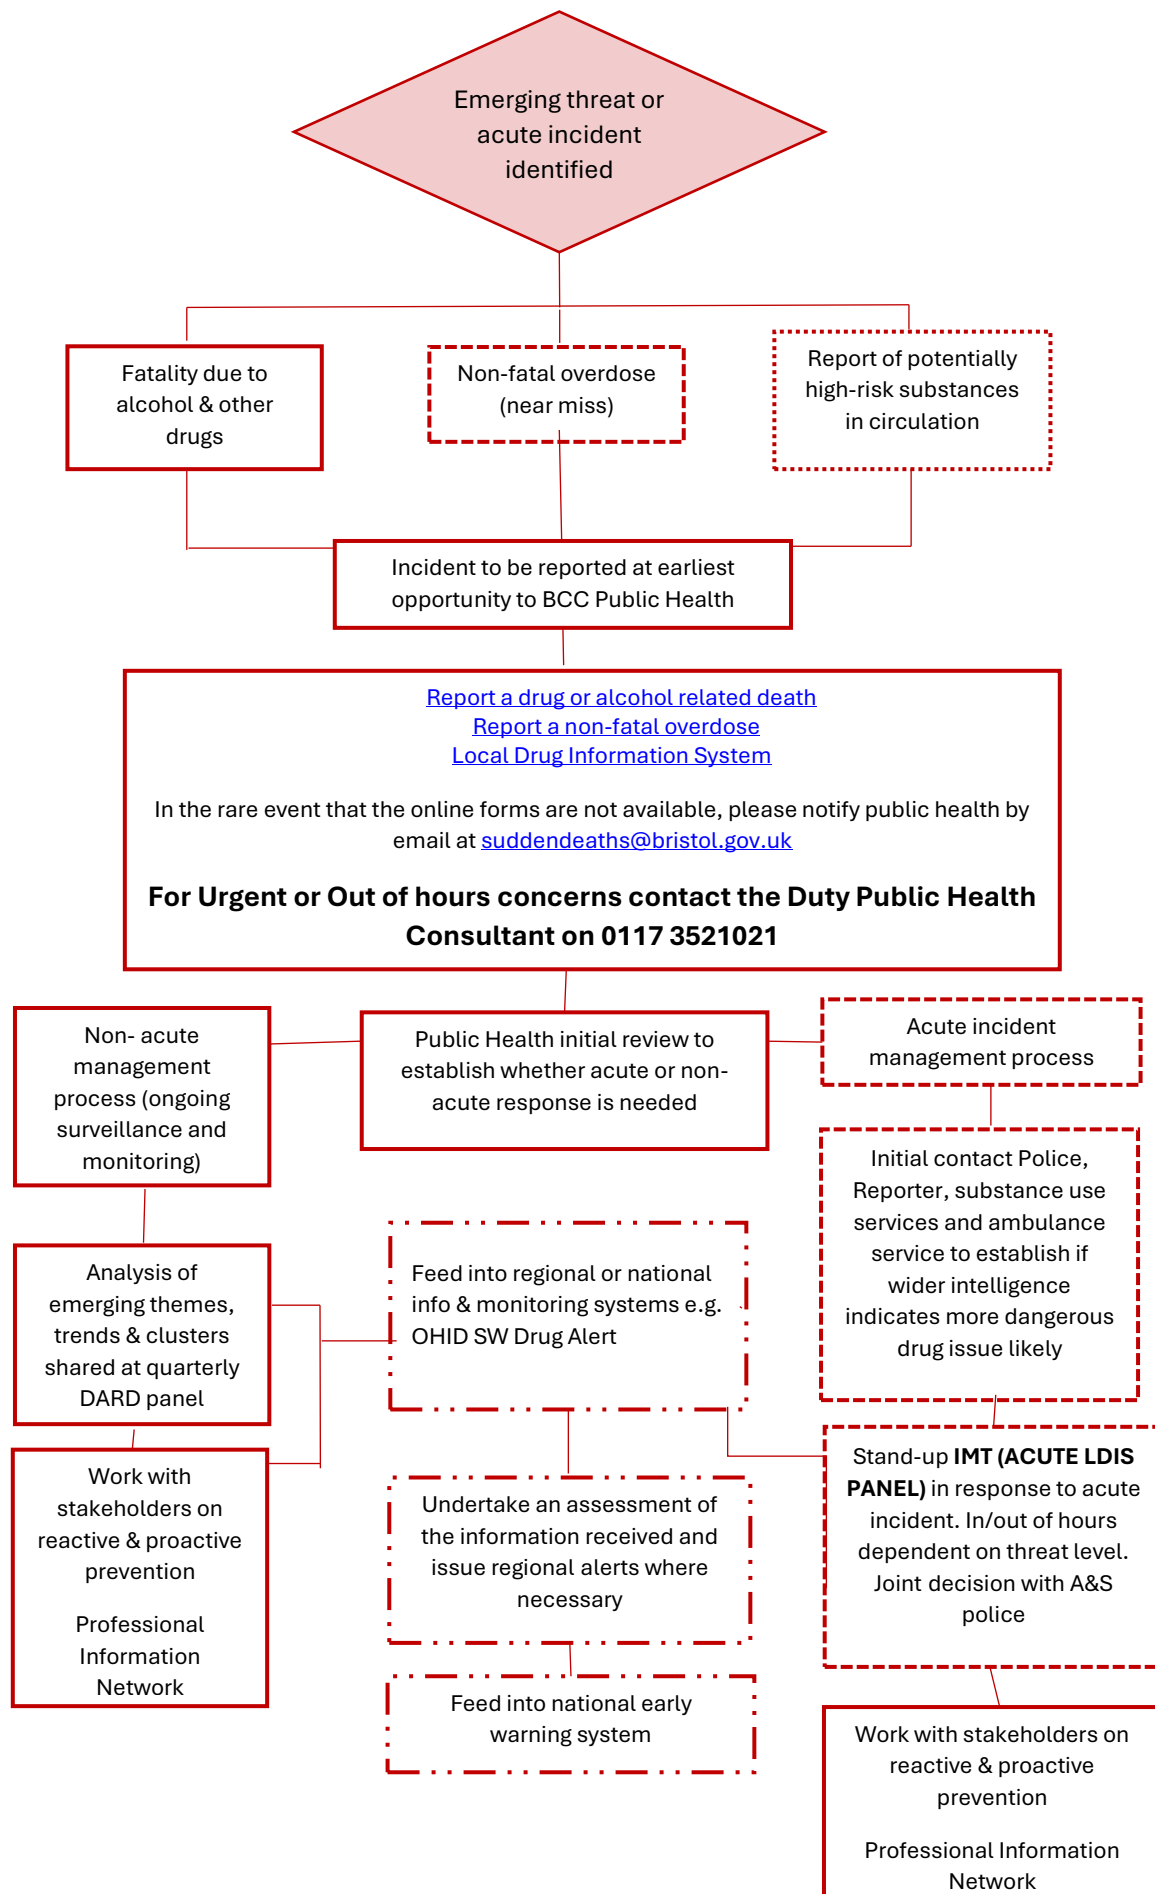 Emerging threat or
acute incident
identified
Fatality due to
alcohol & other
drugs
Non-fatal overdose
(near miss)
Report of potentially
high-risk substances
in circulation
Incident to be reported at earliest
opportunity to BCC Public Health
Report a drug or alcohol related death
Report a non-fatal overdose
Local Drug Information System
In the rare event that the online forms are not available, please notify public health by
email at suddendeaths@bristol.gov.uk
For Urgent or Out of hours concerns contact the Duty Public Health
Consultant on 0117 3521021
Non- acute
management
process (ongoing
surveillance and
monitoring)
Public Health initial review to
establish whether acute or non-
acute response is needed
Acute incident
management process
Initial contact Police,
Reporter, substance use
services and ambulance
service to establish if
wider intelligence
indicates more dangerous
drug issue likely
Analysis of
emerging themes,
trends & clusters
shared at quarterly
DARD panel
Feed into regional or national
info & monitoring systems e.g.
OHID SW Drug Alert
Work with
stakeholders on
reactive & proactive
prevention
Professional
Information
Network
Undertake an assessment of
the information received and
issue regional alerts where
necessary
Stand-up IMT (ACUTE LDIS
PANEL) in response to acute
incident. In/out of hours
dependent on threat level.
Joint decision with A&S
police
Feed into national early
warning system
Work with stakeholders on
reactive & proactive
prevention
Professional Information
Network